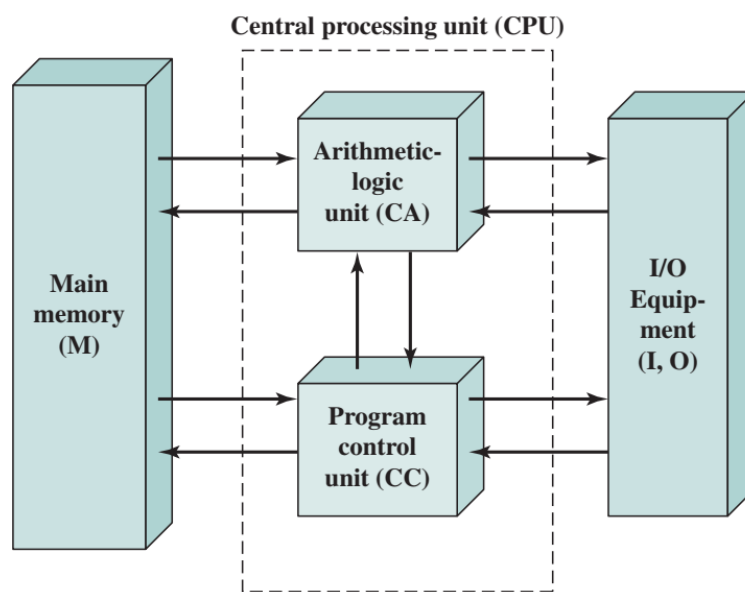 Central processing unit (CPU)
Arithmetic-
logic
unit (CA)
Main
memory
(M)
I/O
Equip-
ment
(I, O)
Program
control
unit (CC)